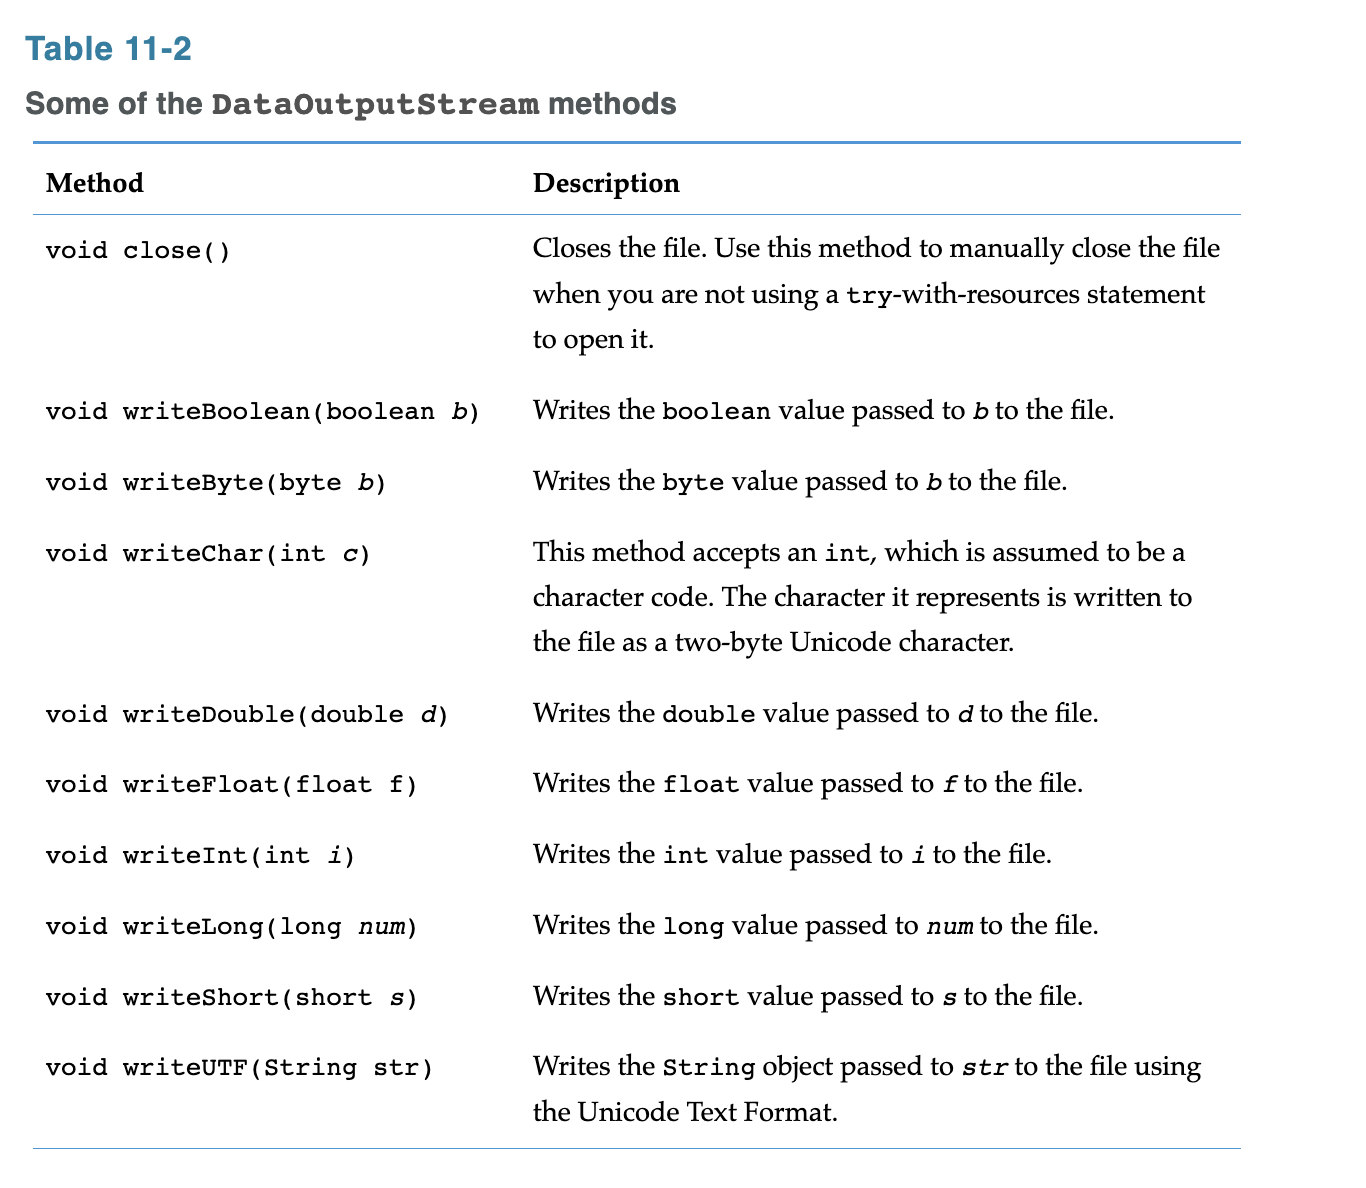 Table 11-2
Some of the DataOutputStream methods
Method Description
void close() Closes the file. Use this method to manually close the file
when you are not using a try-with-resources statement
to open it.
void writeBoolean(boolean b) Writes the boolean value passed to b to the file.
void writeByte(byte b) Writes the byte value passed to b to the file.
void writeChar(int c) This method accepts an int, which is assumed to be a
character code. The character it represents is written to
the file as a two-byte Unicode character.
void writeDouble(double d) Writes the double value passed to d to the file.
void writeFloat(float f) Writes the float value passed to f to the file.
void writeInt(int i) Writes the int value passed to i to the file.
void writeLong(long num) Writes the long value passed to num to the file.
void writeShort(short s) Writes the short value passed to s to the file.
void writeUTF(String str) Writes the String object passed to str to the file using
the Unicode Text Format.